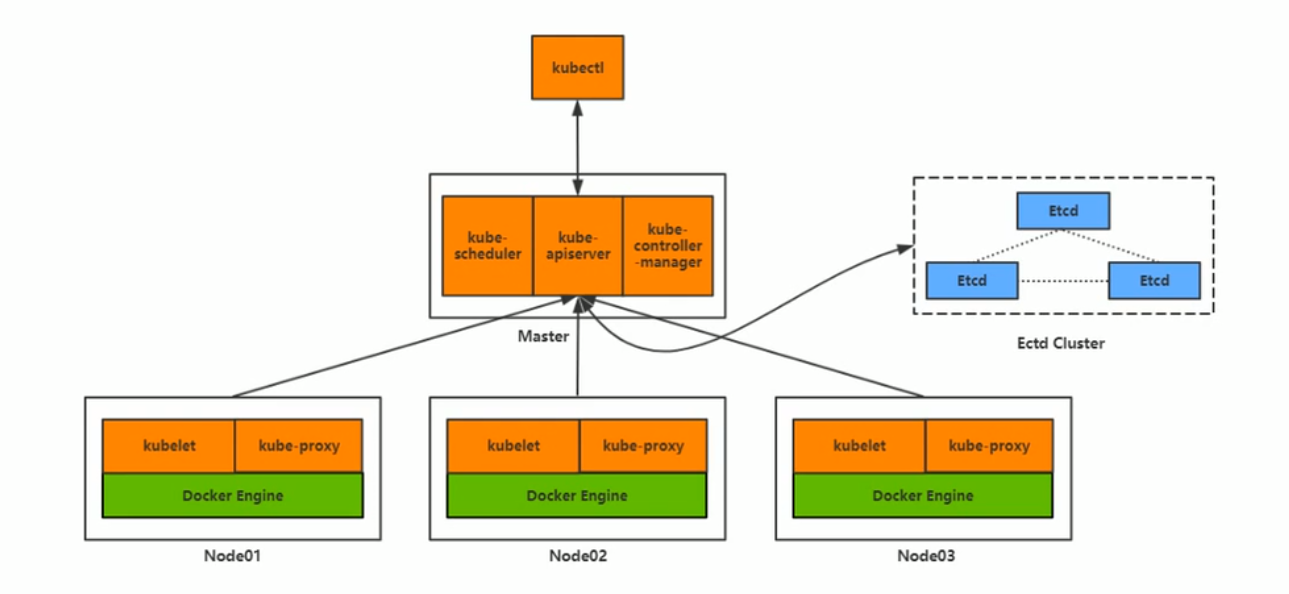 kubectl
kube-
scheduler
kube-
apiserver
kube-
controller
-manager
Master
Etcd
Etcd
Etcd
Ectd Cluster
kubelet
kube-proxy
Docker Engine
Node01
kubelet
kube-proxy
Docker Engine
Node02
kubelet
kube-proxy
Docker Engine
Node03